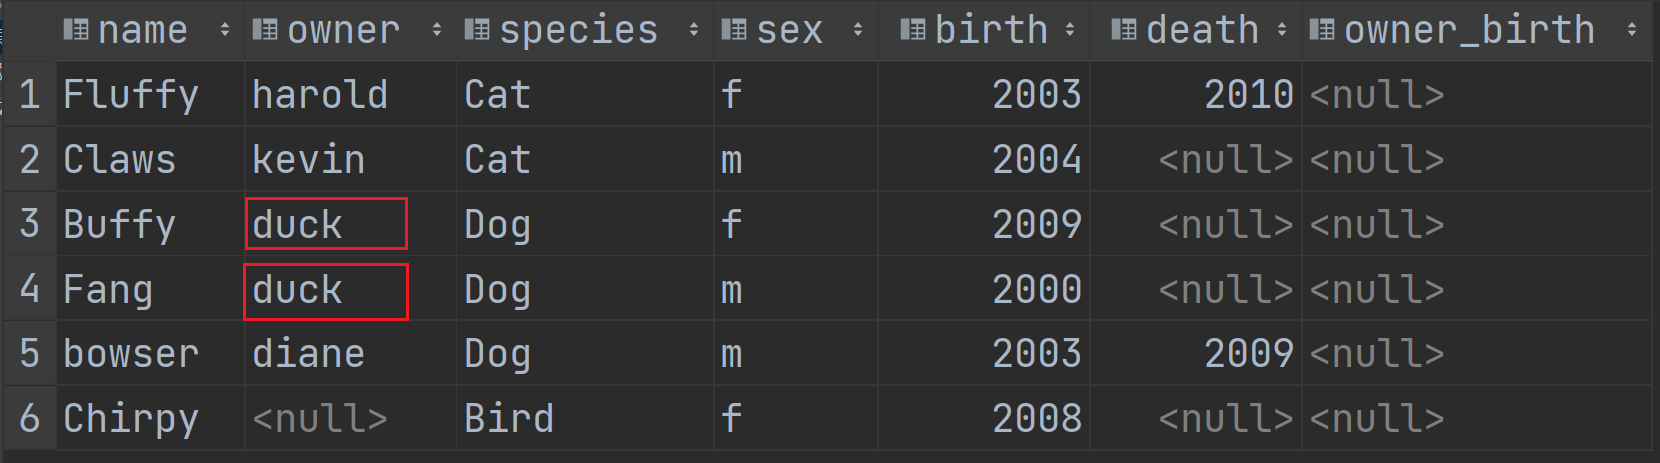 name owner species sex birth death owner_birth
1 Fluffy harold Cat f 2003 2010 <null>
2 Claws kevin Cat m 2004 <null> <null>
3 Buffy duck Dog f 2009 <null> <null>
4 Fang duck Dog m 2000 <null> <null>
5 bowser diane Dog m 2003 2009 <null>
6 Chirpy <null> Bird f 2008 <null> <null>